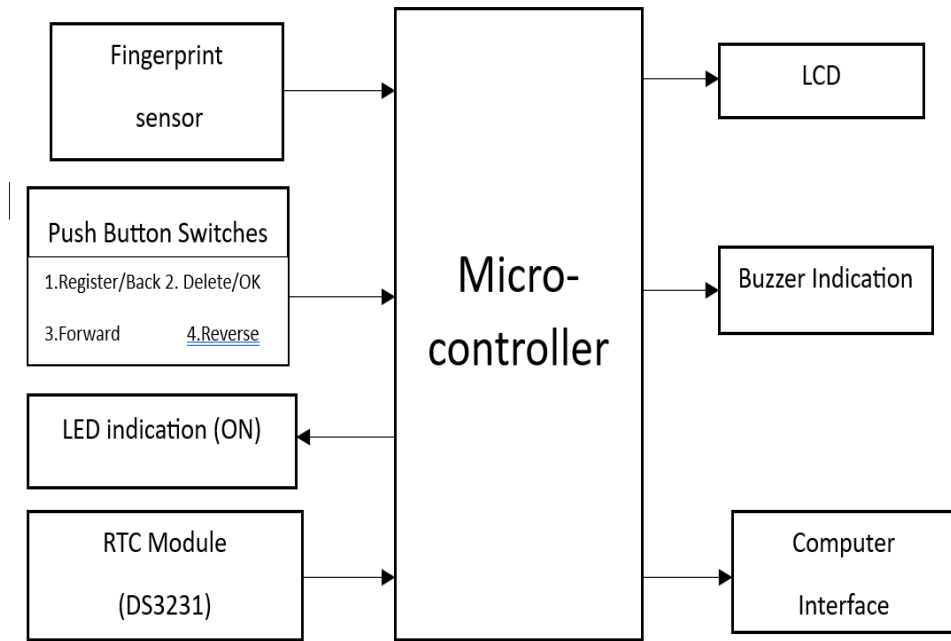 Fingerprint
sensor
Push Button Switches
1.Register/Back 2. Delete/OK
3.Forward 4.Reverse
LED indication (ON)
RTC Module
(DS3231)
Micro-
controller
LCD
Buzzer Indication
Computer
Interface